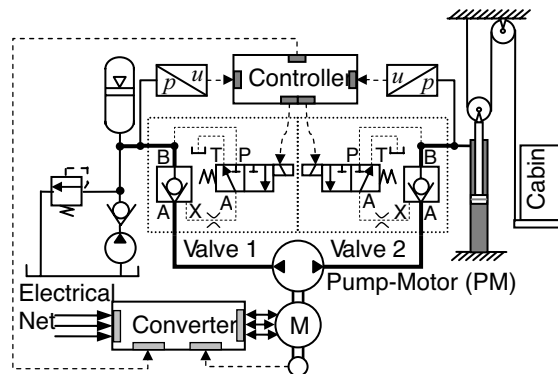 u
p
Controller
u
p
B
T
P
A
X
A
Valve 1
P
T
B
A
X
A
Valve 2
Cabin
Pump-Motor (PM)
Electrical
Net
Converter
M